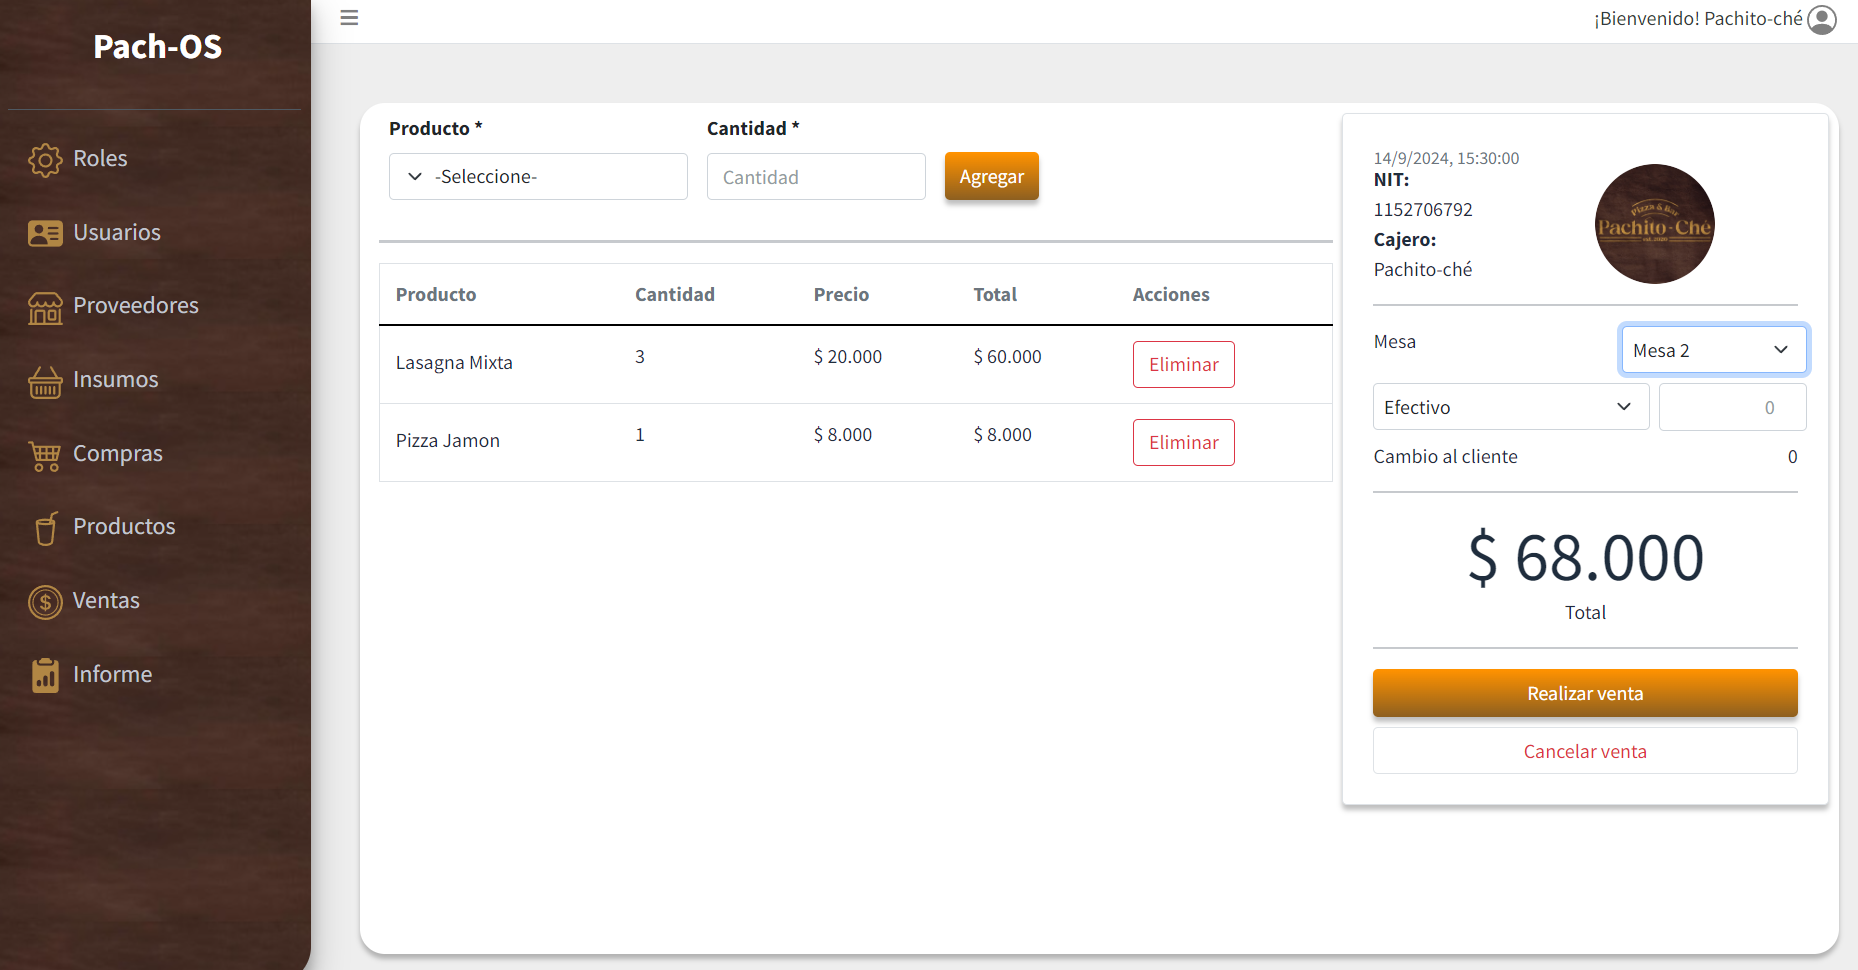 Pach-OS
Roles
Usuarios
Proveedores
Insumos
Compras
Productos
Ventas
Informe
¡Bienvenido! Pachito-ché
Producto * Cantidad *
-Seleccione- Cantidad Agregar
Producto Cantidad Precio Total Acciones
Lasagna Mixta 3 $ 20.000 $ 60.000 Eliminar
Pizza Jamon 1 $ 8.000 $ 8.000 Eliminar
14/9/2024, 15:30:00
NIT:
1152706792
Cajero:
Pachito-ché
Pizza & Bar
Pachito-Ché
est. 2020
Mesa Mesa 2
Efectivo 0
Cambio al cliente 0
$ 68.000
Total
Realizar venta
Cancelar venta